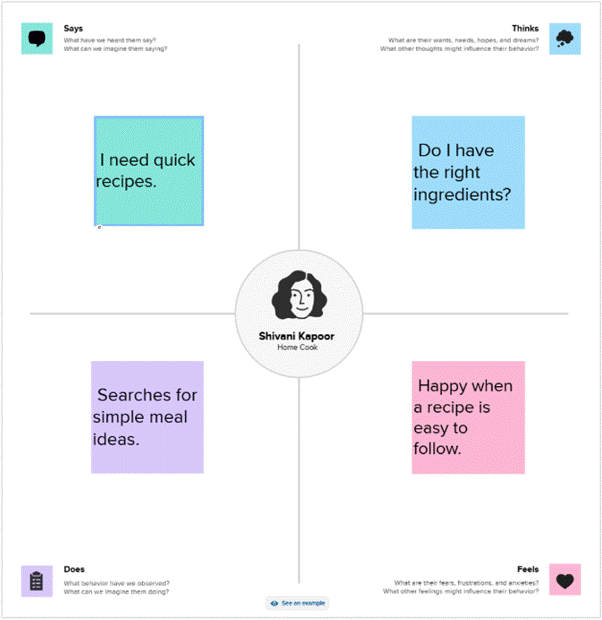 Says
What have we heard them say?
What can we imagine them saying?
Thinks
What are their wants, needs, hopes, and dreams?
What other thoughts might influence their behavior?
I need quick
recipes.
Do I have
the right
ingredients?
Shivani Kapoor
Home Cook
Searches for
simple meal
ideas.
Happy when
a recipe is
easy to
follow.
Does
What behavior have we observed?
What can we imagine them doing?
Feels
What are their fears, frustrations, and anxieties?
What other feelings might influence their behavior?
See an example